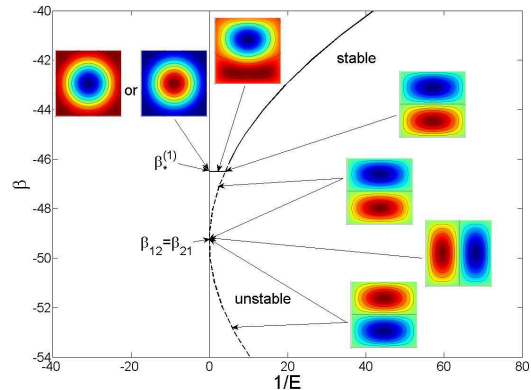 -40
-42
-44
-46
-48
-50
-52
-54
β
or
stable
β*(1)
β12=β21
unstable
-40
-20
0
20
40
60
80
1/E